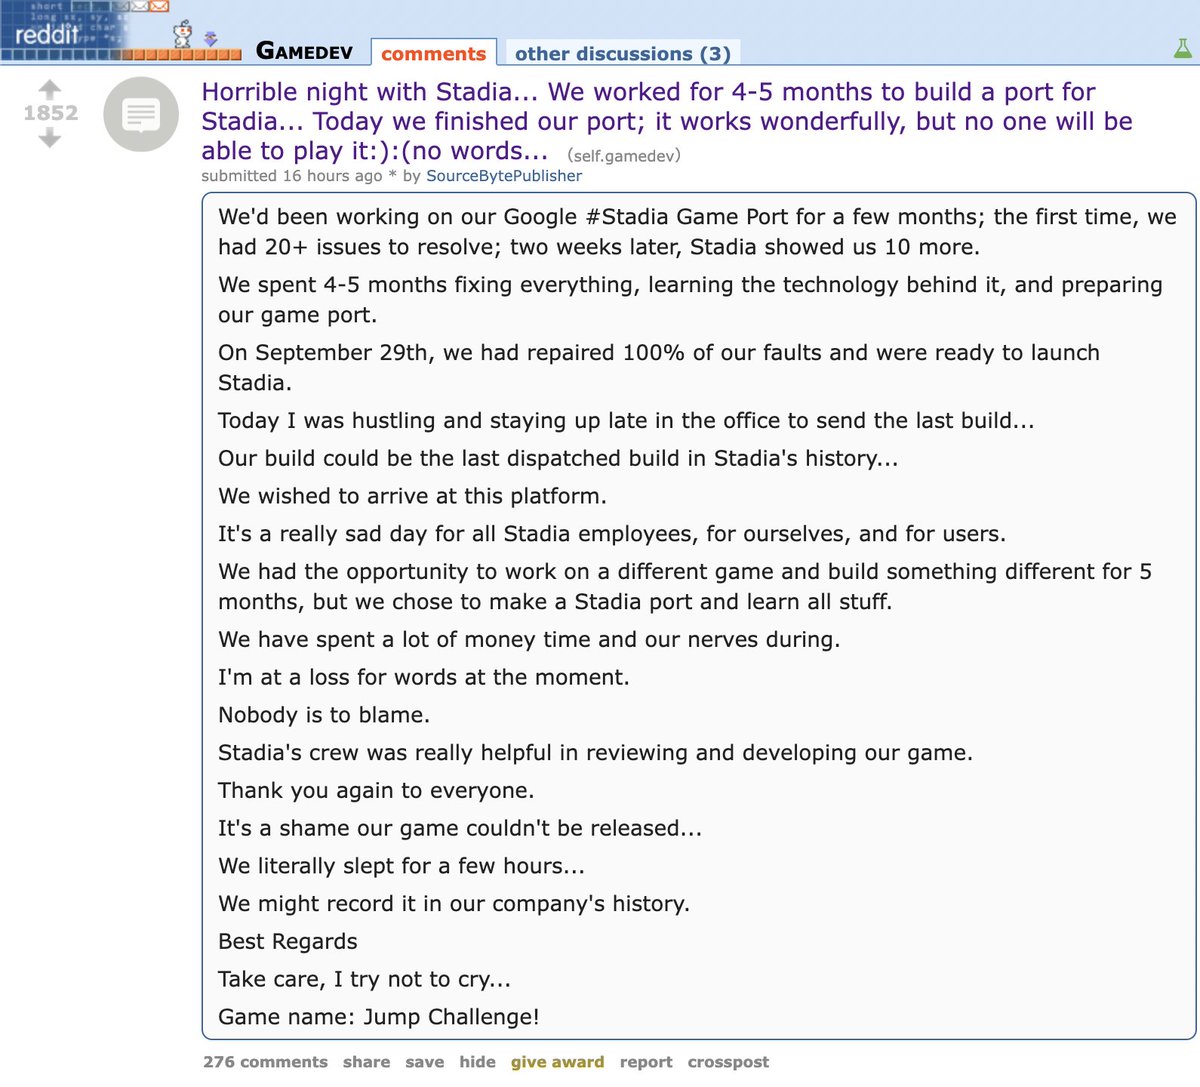 short
long sz, sy,
char s
reddit
GAMEDEV
comments
other discussions (3)
1852
Horrible night with Stadia... We worked for 4-5 months to build a port for
Stadia... Today we finished our port; it works wonderfully, but no one will be
able to play it:):(no words... (self.gamedev)
submitted 16 hours ago * by SourceBytePublisher
We'd been working on our Google #Stadia Game Port for a few months; the first time, we
had 20+ issues to resolve; two weeks later, Stadia showed us 10 more.
We spent 4-5 months fixing everything, learning the technology behind it, and preparing
our game port.
On September 29th, we had repaired 100% of our faults and were ready to launch
Stadia.
Today I was hustling and staying up late in the office to send the last build...
Our build could be the last dispatched build in Stadia's history...
We wished to arrive at this platform.
It's a really sad day for all Stadia employees, for ourselves, and for users.
We had the opportunity to work on a different game and build something different for 5
months, but we chose to make a Stadia port and learn all stuff.
We have spent a lot of money time and our nerves during.
I'm at a loss for words at the moment.
Nobody is to blame.
Stadia's crew was really helpful in reviewing and developing our game.
Thank you again to everyone.
It's a shame our game couldn't be released...
We literally slept for a few hours...
We might record it in our company's history.
Best Regards
Take care, I try not to cry...
Game name: Jump Challenge!
276 comments share save hide give award report crosspost